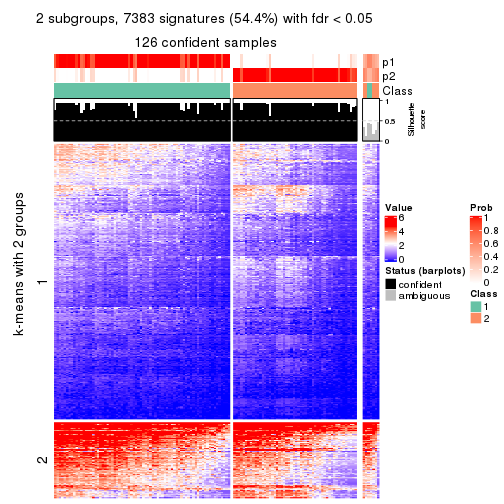 2 subgroups, 7383 signatures (54.4%) with fdr < 0.05
126 confident samples
p1
p2
Class
1
0.5
0
Silhouette
score
k-means with 2 groups
1
2
Value
6
4
2
0
Status (barplots)
confident
ambiguous
Prob
1
0.8
0.6
0.4
0.2
0
Class
1
2